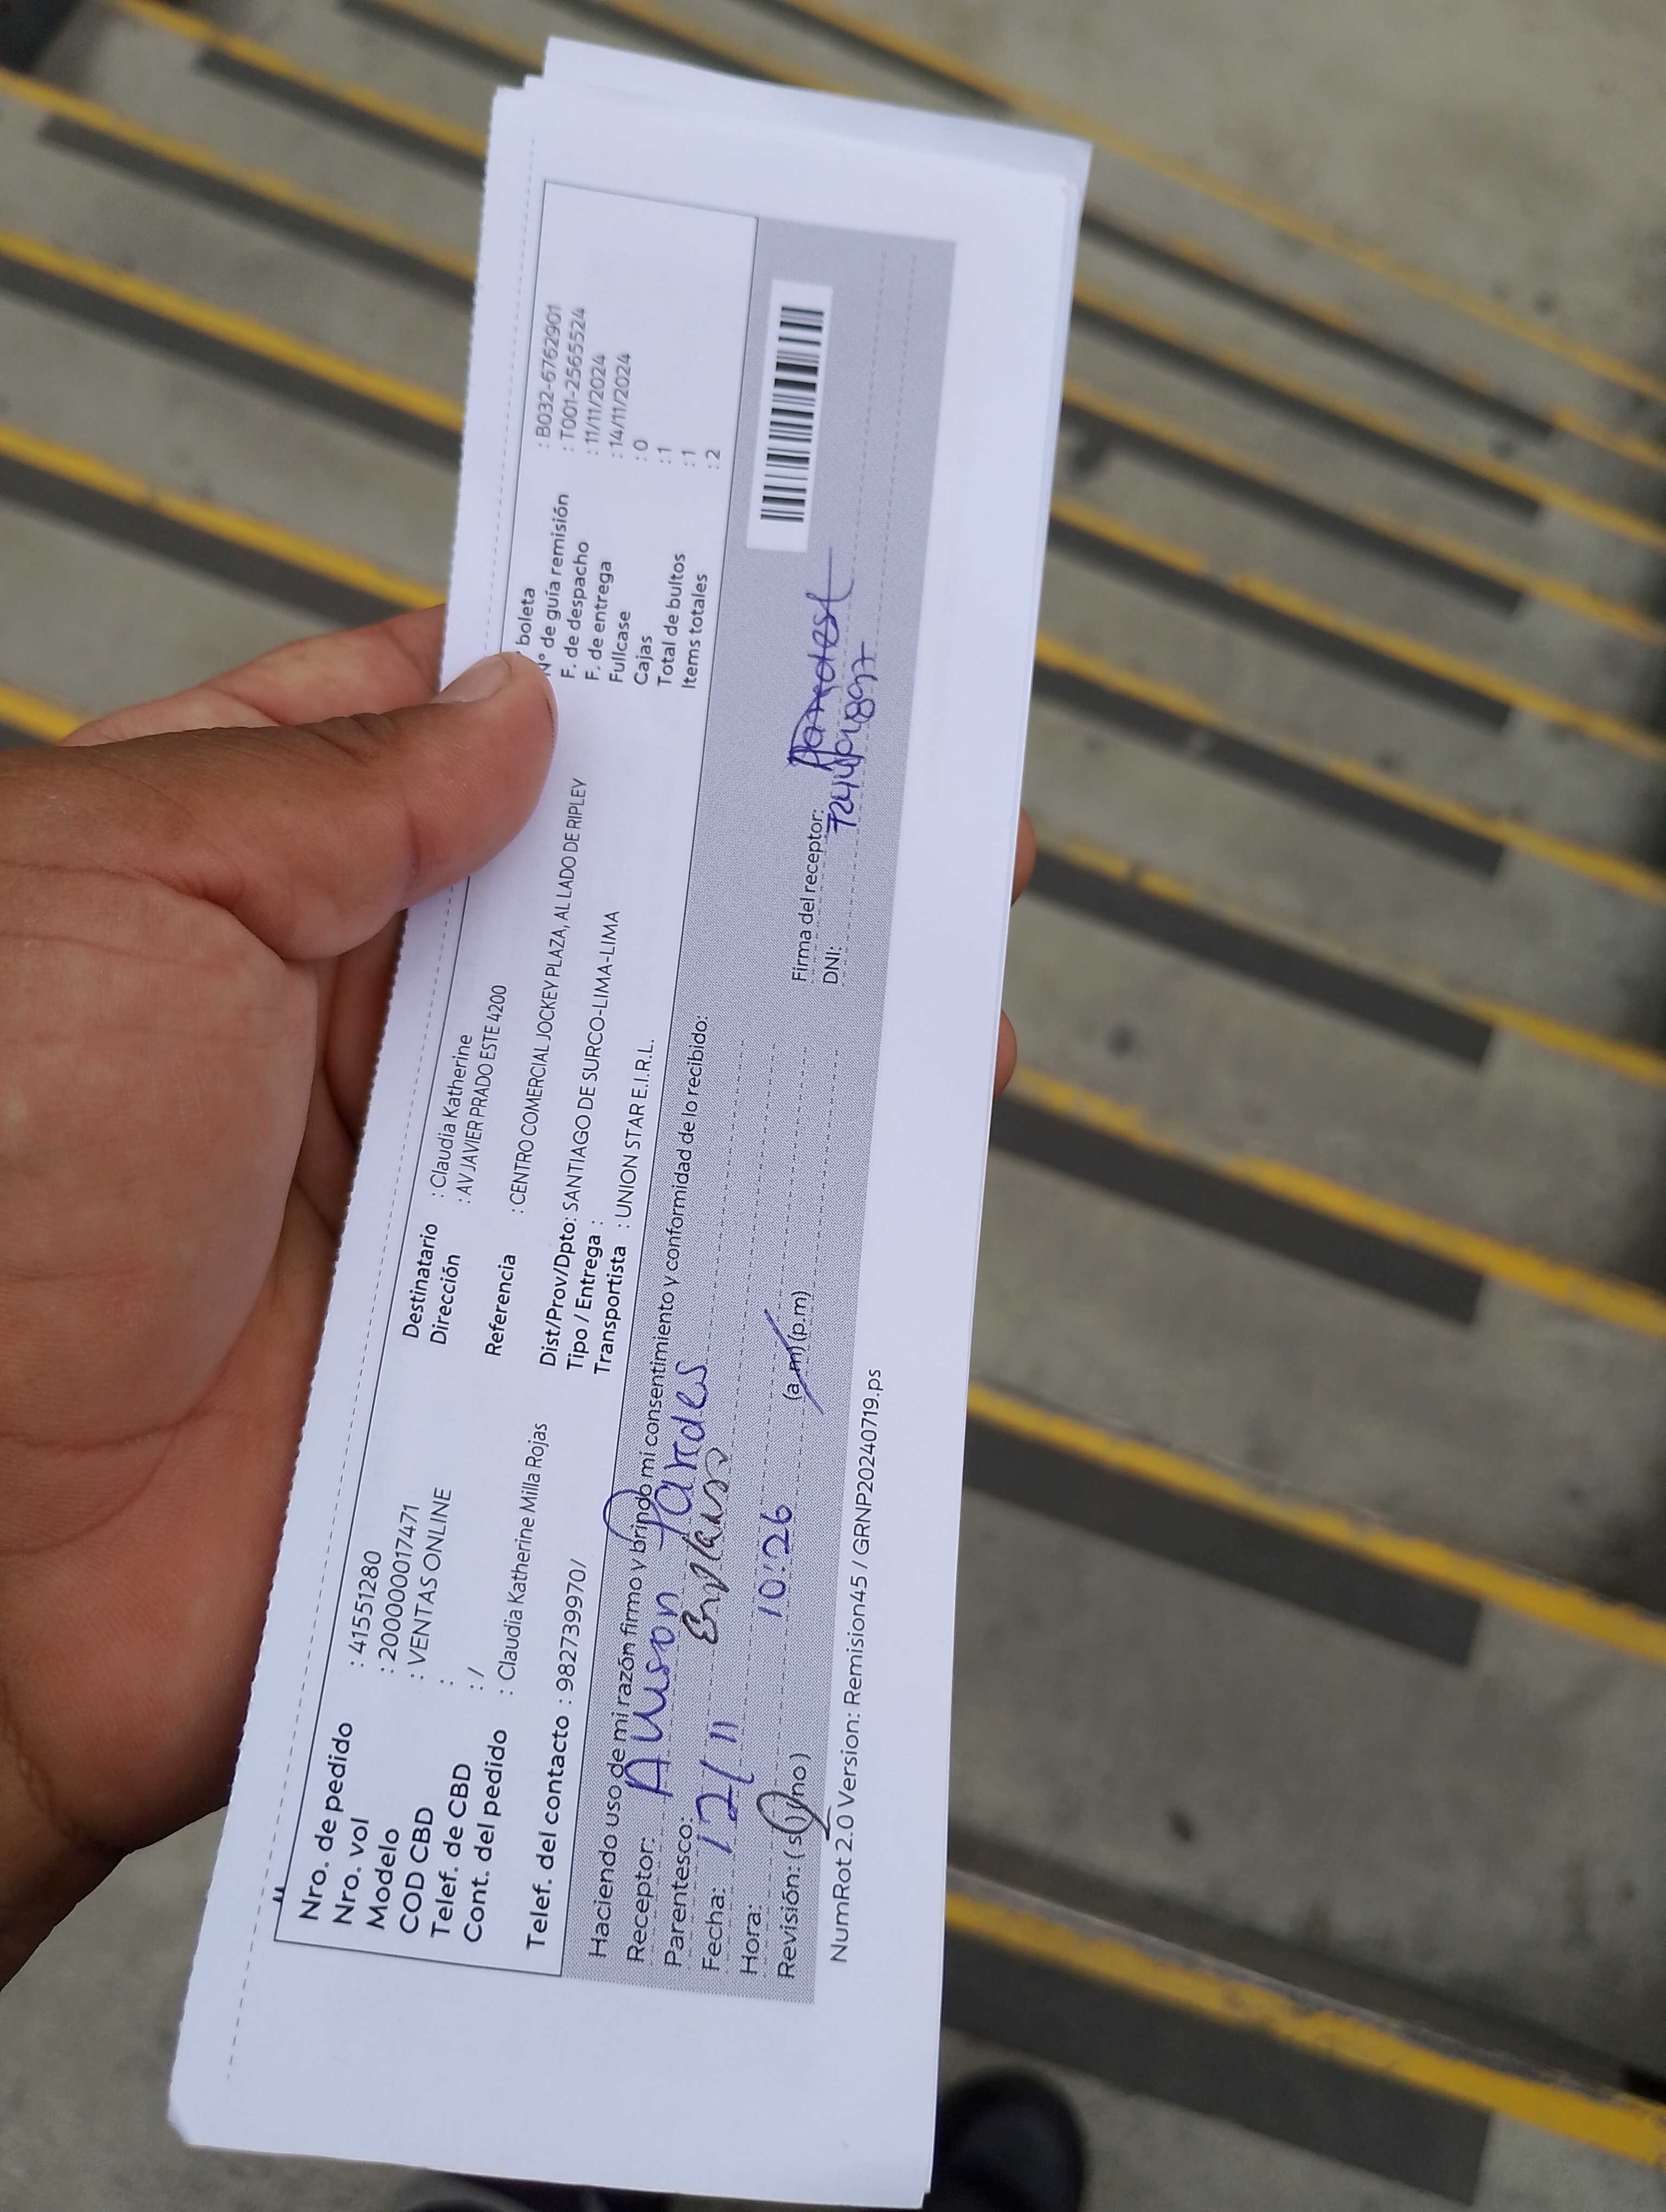 Nro. de pedido : 41551280
Nro. vol : 200000017471
Modelo : VENTAS ONLINE
COD CBD :
Telef. de CBD : /
Cont. del pedido : Claudia Katherine Milla Rojas
Telef. del contacto : 982739970/
Destinatario : Claudia Katherine
Dirección : AV JAVIER PRADO ESTE 4200
Referencia : CENTRO COMERCIAL JOCKEY PLAZA, AL LADO DE RIPLEY
Dist/Prov/Dpto: SANTIAGO DE SURCO-LIMA-LIMA
Tipo / Entrega :
Transportista : UNION STAR E.I.R.L.
boleta : B032-6762901
N° de guía remisión : T001-2565524
F. de despacho : 11/11/2024
F. de entrega : 14/11/2024
Fullcase : 0
Cajas : 1
Total de bultos : 1
Items totales : 2
Haciendo uso de mi razón firmo y brindo mi consentimiento y conformidad de lo recibido:
Receptor: Alison Paredes
Parentesco:
Fecha: 12/11
Hora: 10:26 (a.m) (p.m)
Revisión: ( si ) ( no )
Firma del receptor:
DNI:
NumRot 2.0 Version: Remision45 / GRNP20240719.ps